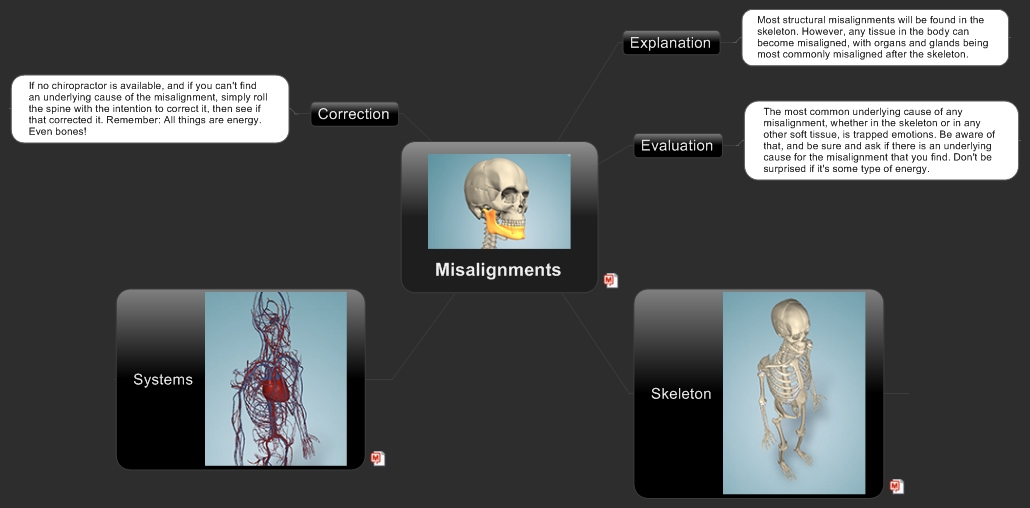 Explanation
Most structural misalignments will be found in the
skeleton. However, any tissue in the body can
become misaligned, with organs and glands being
most commonly misaligned after the skeleton.
If no chiropractor is available, and if you can't find
an underlying cause of the misalignment, simply roll
the spine with the intention to correct it, then see if
that corrected it. Remember: All things are energy.
Even bones!
Correction
Evaluation
The most common underlying cause of any
misalignment, whether in the skeleton or in any
other soft tissue, is trapped emotions. Be aware of
that, and be sure and ask if there is an underlying
cause for the misalignment that you find. Don't be
surprised if it's some type of energy.
Misalignments
Systems
Skeleton